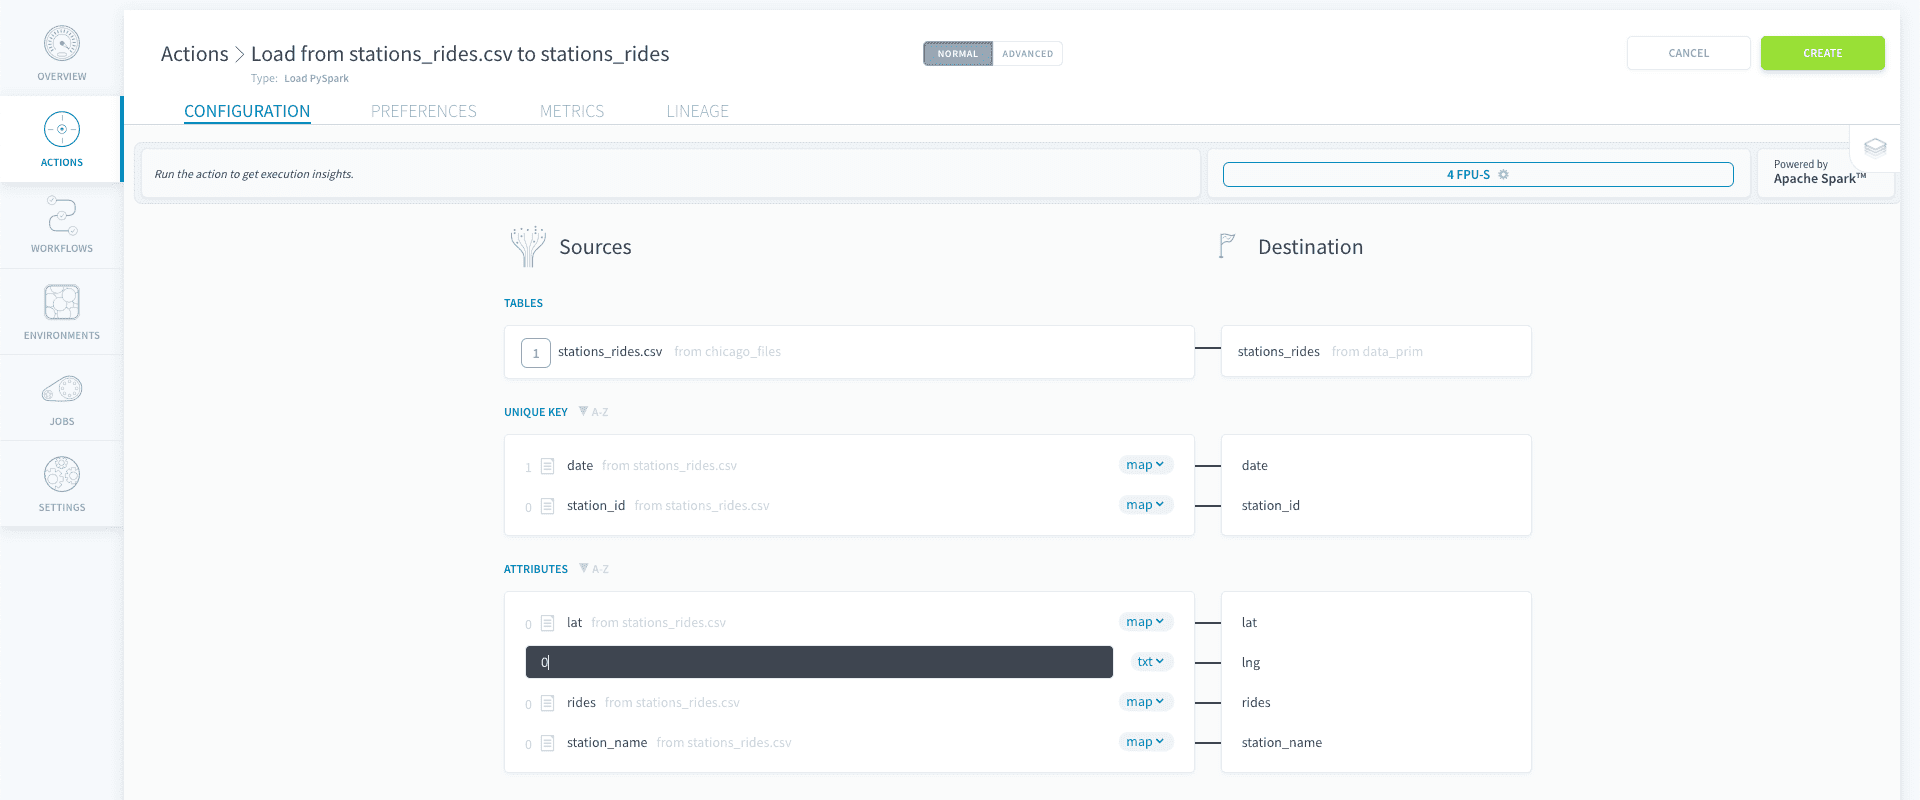 OVERVIEW
ACTIONS
WORKFLOWS
ENVIRONMENTS
JOBS
SETTINGS
Actions > Load from stations_rides.csv to stations_rides
Type: Load PySpark
NORMAL ADVANCED
CANCEL CREATE
CONFIGURATION PREFERENCES METRICS LINEAGE
Run the action to get execution insights.
4 FPU-S
Powered by
Apache Spark™
Sources Destination
TABLES
1 stations_rides.csv from chicago_files stations_rides from data_prim
UNIQUE KEY A-Z
1 date from stations_rides.csv map date
0 station_id from stations_rides.csv map station_id
ATTRIBUTES A-Z
0 lat from stations_rides.csv map lat
0 txt lng
0 rides from stations_rides.csv map rides
0 station_name from stations_rides.csv map station_name